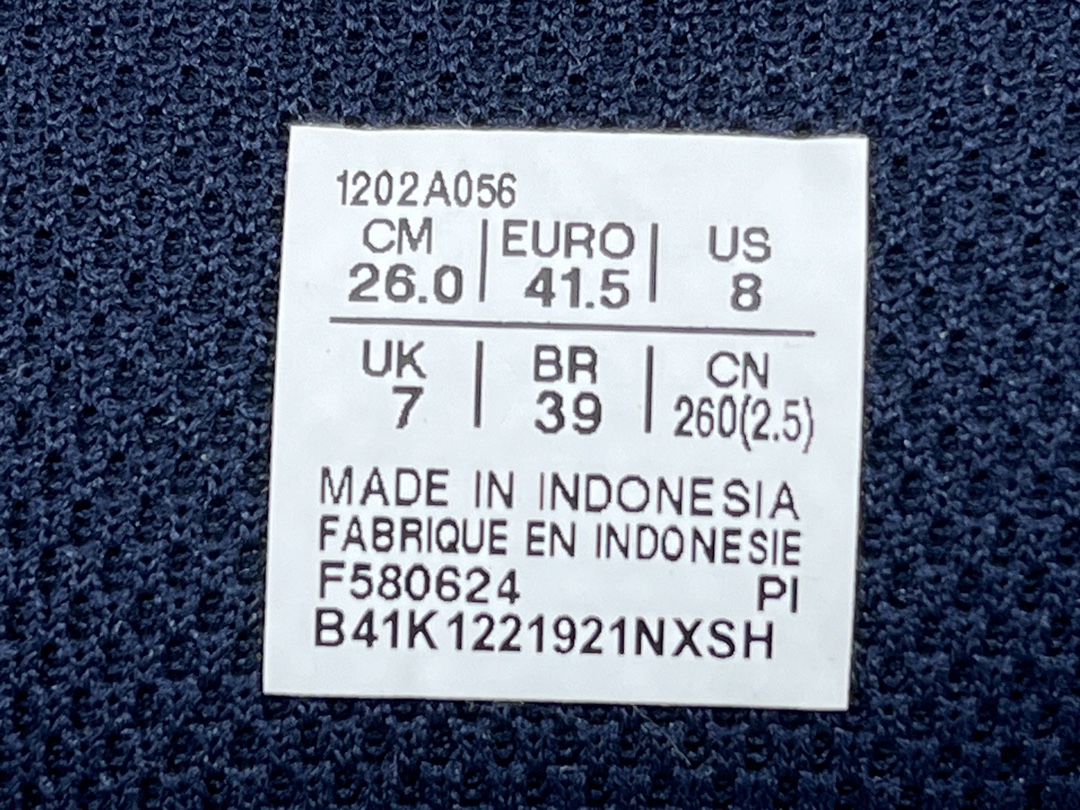 1202A056
CM | EURO | US
26.0 | 41.5 | 8
UK | BR | CN
7 | 39 | 260(2.5)
MADE IN INDONESIA
FABRIQUE EN INDONESIE
F580624 PI
B41K1221921NXSH